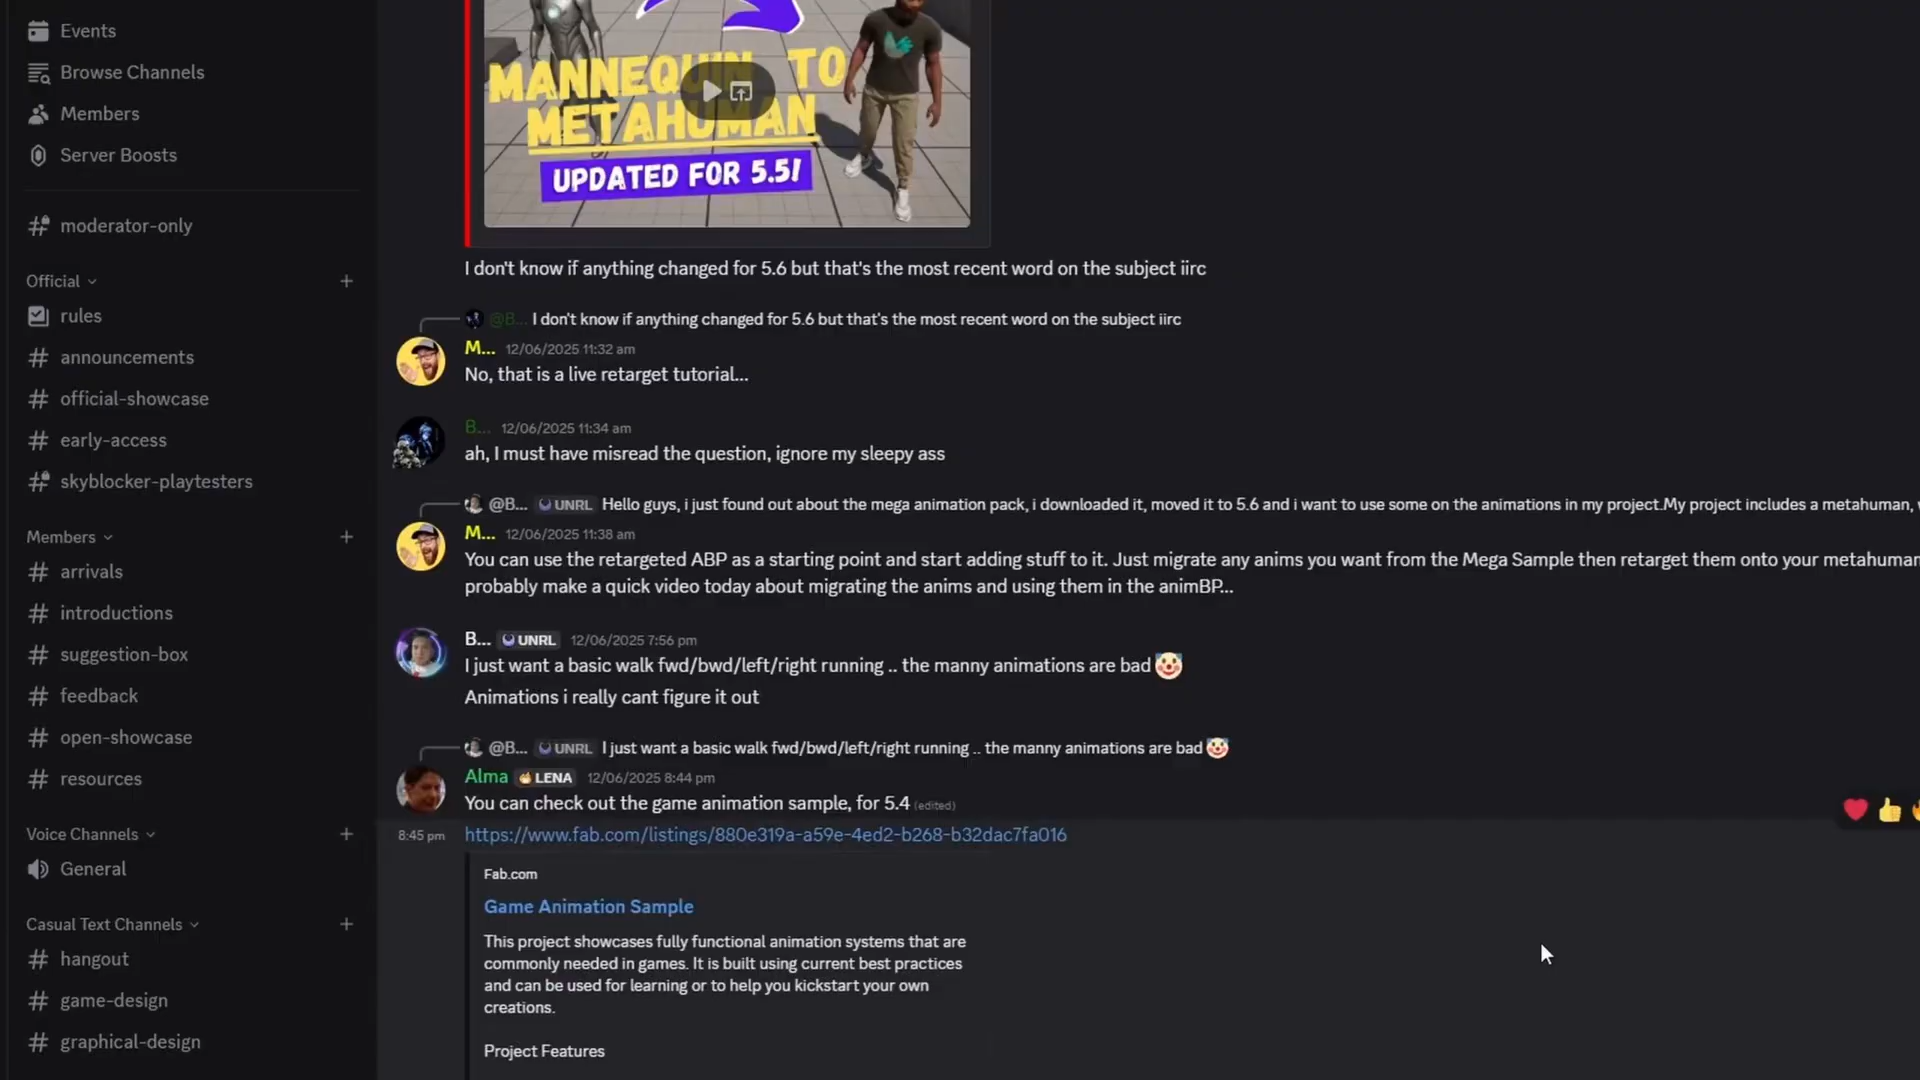 Events
Browse Channels
Members
Server Boosts
moderator-only
Official
rules
announcements
official-showcase
early-access
skyblocker-playtesters
Members
arrivals
introductions
suggestion-box
feedback
open-showcase
resources
Voice Channels
General
Casual Text Channels
hangout
game-design
graphical-design
MANNEQUIN TO
METAHUMAN
UPDATED FOR 5.5!
I don't know if anything changed for 5.6 but that's the most recent word on the subject iirc
@B... I don't know if anything changed for 5.6 but that's the most recent word on the subject iirc
M... 12/06/2025 11:32 am
No, that is a live retarget tutorial...
B... 12/06/2025 11:34 am
ah, I must have misread the question, ignore my sleepy ass
@B... UNRL Hello guys, i just found out about the mega animation pack, i downloaded it, moved it to 5.6 and i want to use some on the animations in my project.My project includes a metahuman,
M... 12/06/2025 11:38 am
You can use the retargeted ABP as a starting point and start adding stuff to it. Just migrate any anims you want from the Mega Sample then retarget them onto your metahuman
probably make a quick video today about migrating the anims and using them in the animBP...
B... UNRL 12/06/2025 7:56 pm
I just want a basic walk fwd/bwd/left/right running .. the manny animations are bad 🤡
Animations i really cant figure it out
@B... UNRL I just want a basic walk fwd/bwd/left/right running .. the manny animations are bad 🤡
Alma LENA 12/06/2025 8:44 pm
You can check out the game animation sample, for 5.4 (edited)
8:45 pm https://www.fab.com/listings/880e319a-a59e-4ed2-b268-b32dac7fa016
Fab.com
Game Animation Sample
This project showcases fully functional animation systems that are
commonly needed in games. It is built using current best practices
and can be used for learning or to help you kickstart your own
creations.
Project Features